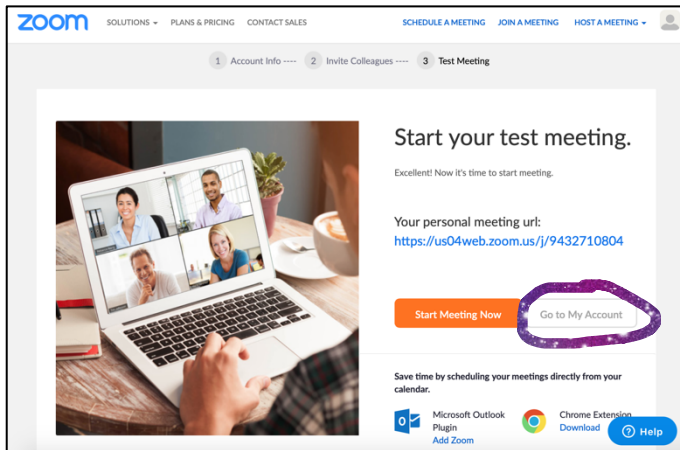 zoom
SOLUTIONS PLANS & PRICING CONTACT SALES SCHEDULE A MEETING JOIN A MEETING HOST A MEETING
1 Account Info ---- 2 Invite Colleagues ---- 3 Test Meeting
Start your test meeting.
Excellent! Now it's time to start meeting.
Your personal meeting url:
https://us04web.zoom.us/j/9432710804
Start Meeting Now Go to My Account
Save time by scheduling your meetings directly from your
calendar.
Microsoft Outlook
Plugin
Add Zoom
Chrome Extension
Download
Help